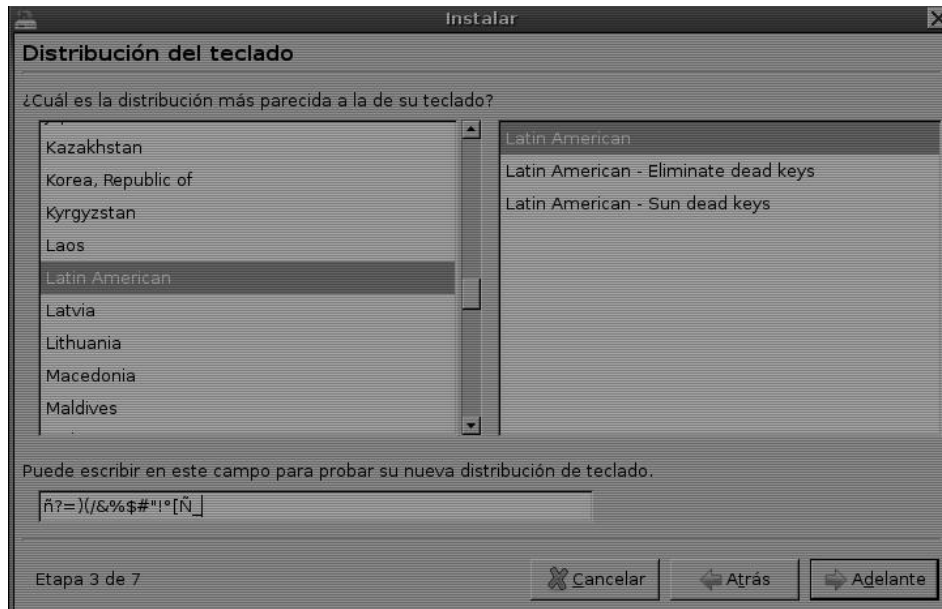 Instalar
Distribución del teclado
¿Cuál es la distribución más parecida a la de su teclado?
Kazakhstan
Korea, Republic of
Kyrgyzstan
Laos
Latin American
Latvia
Lithuania
Macedonia
Maldives
Latin American
Latin American - Eliminate dead keys
Latin American - Sun dead keys
Puede escribir en este campo para probar su nueva distribución de teclado.
ñ?=)(/&%$#"!°[Ñ_
Etapa 3 de 7
Cancelar
Atrás
Adelante